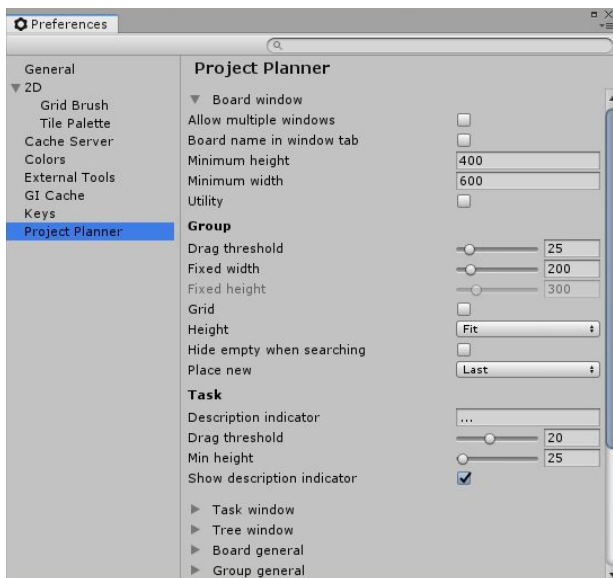 Preferences
General
2D
Grid Brush
Tile Palette
Cache Server
Colors
External Tools
GI Cache
Keys
Project Planner
Project Planner
Board window
Allow multiple windows
Board name in window tab
Minimum height 400
Minimum width 600
Utility
Group
Drag threshold 25
Fixed width 200
Fixed height 300
Grid
Height Fit
Hide empty when searching
Place new Last
Task
Description indicator ...
Drag threshold 20
Min height 25
Show description indicator
Task window
Tree window
Board general
Group general